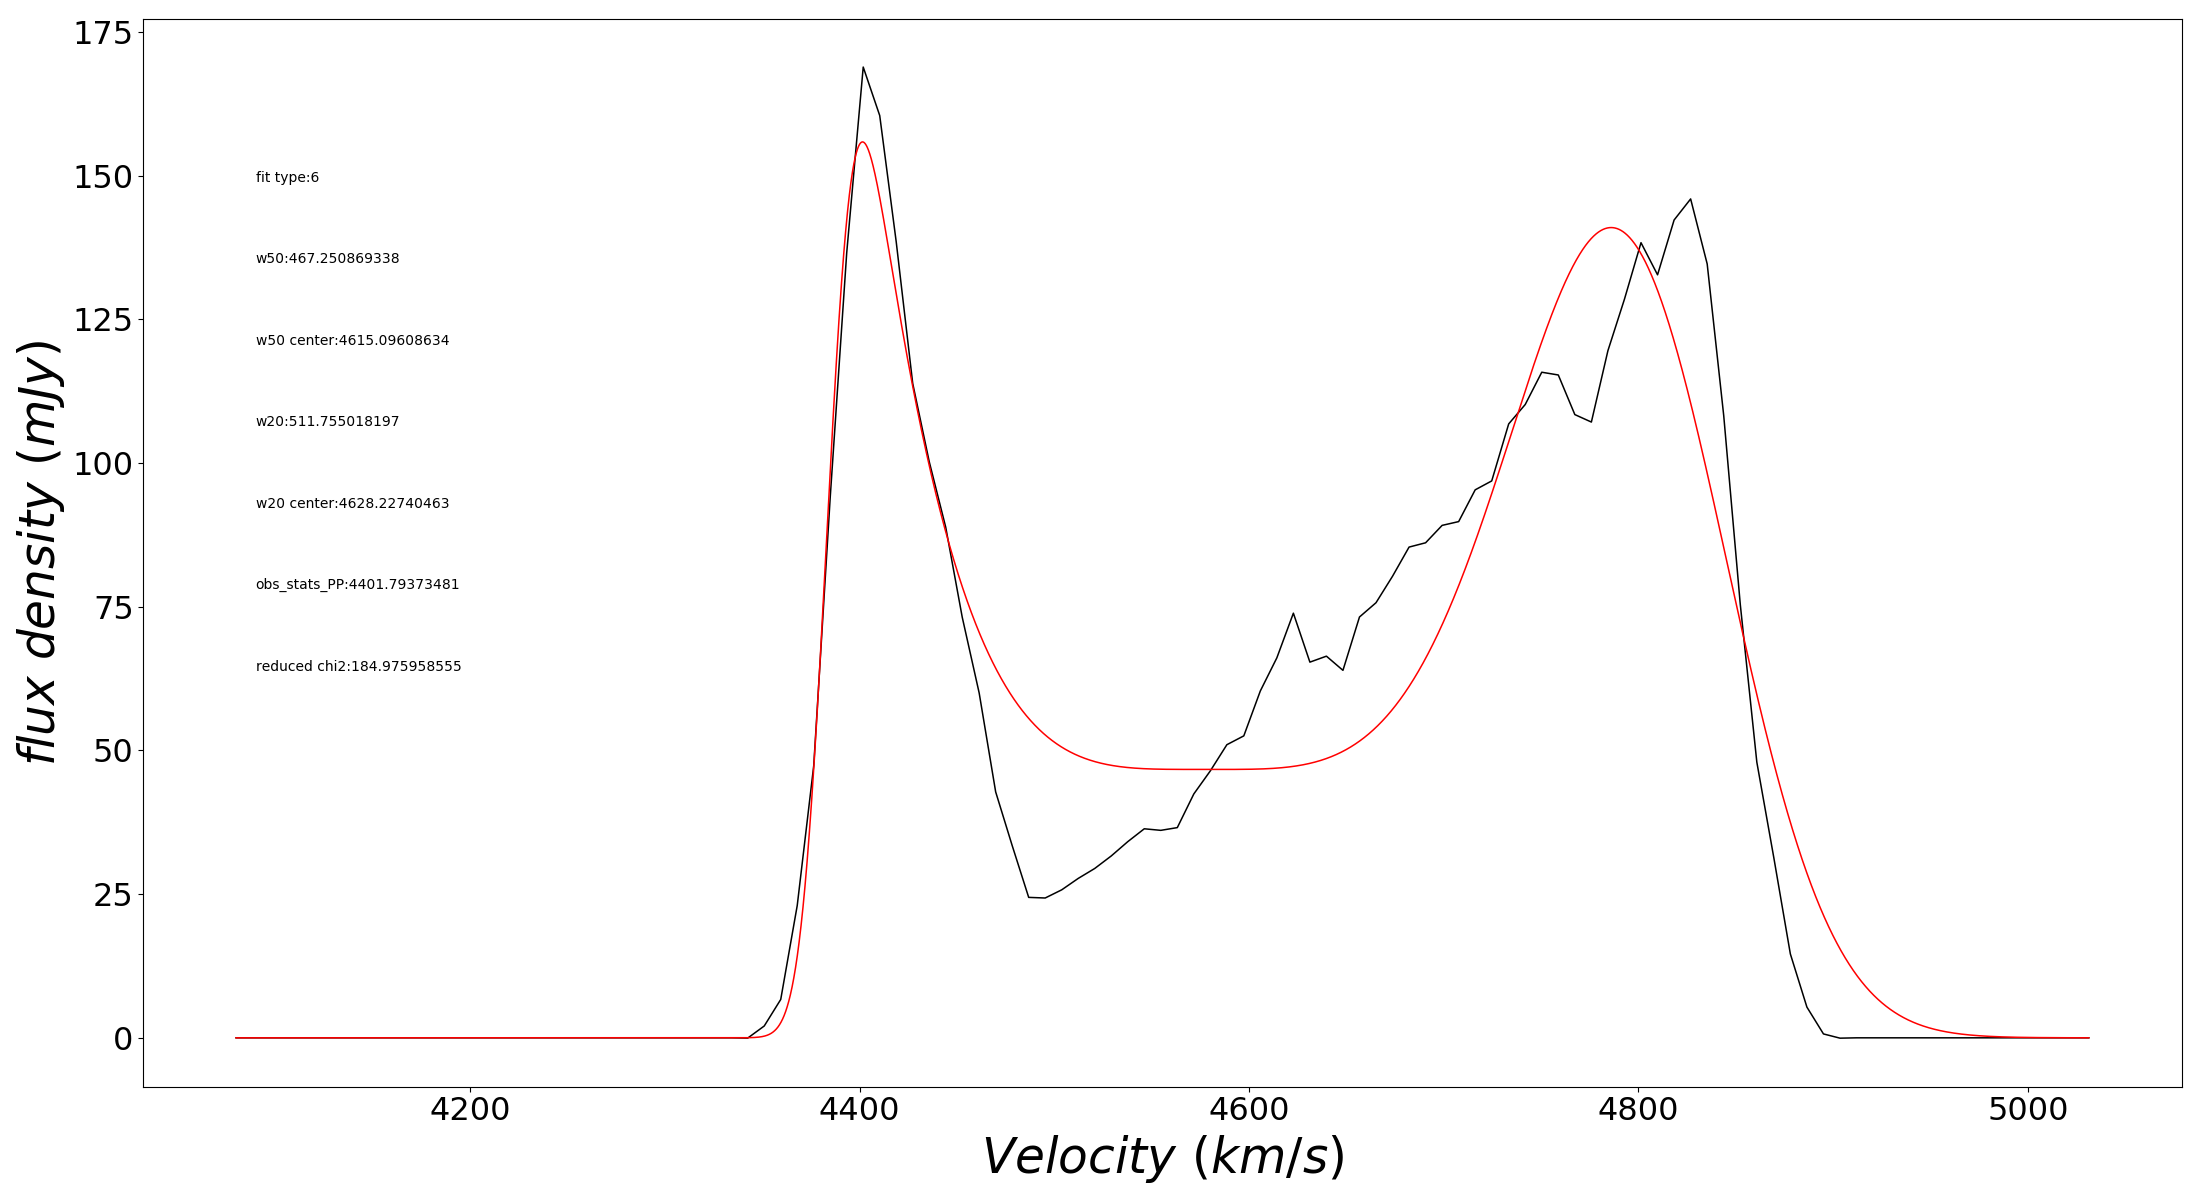 175
150
125
100
75
50
25
0
flux density (mJy)
fit type:6
w50:467.250869338
w50 center:4615.09608634
w20:511.755018197
w20 center:4628.22740463
obs_stats_PP:4401.79373481
reduced chi2:184.975958555
4200 4400 4600 4800 5000
Velocity (km/s)